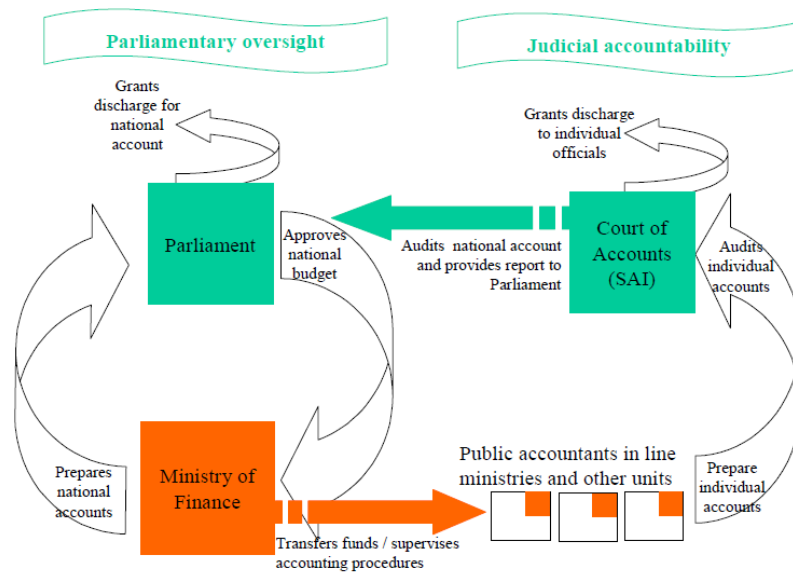 Parliamentary oversight
Judicial accountability
Grants
discharge for
national
account
Grants discharge
to individual
officials
Parliament
Approves
national
budget
Audits national account
and provides report to
Parliament
Court of
Accounts
(SAI)
Audits
individual
accounts
Prepares
national
accounts
Ministry of
Finance
Transfers funds / supervises
accounting procedures
Public accountants in line
ministries and other units
Prepare
individual
accounts